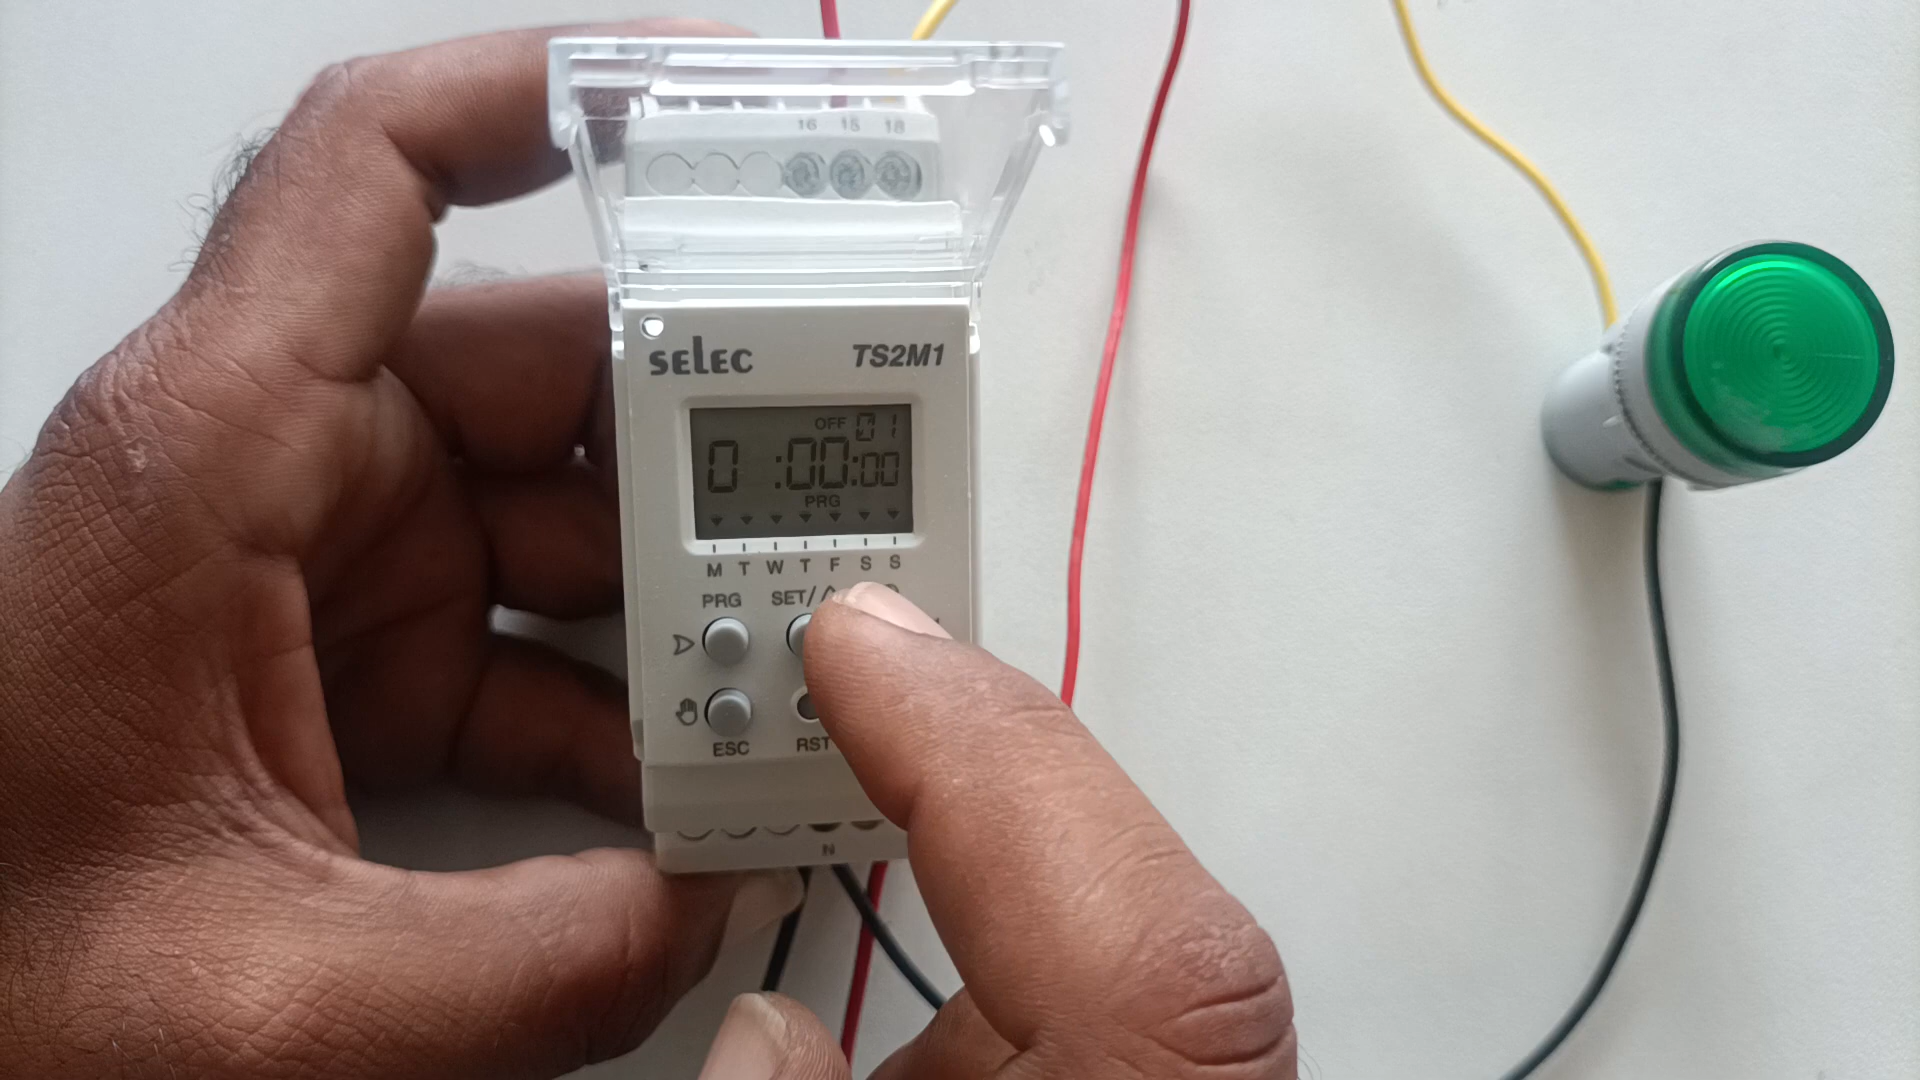 16 15 18
SELEC TS2M1
OFF 01
0 :00:00
PRG
M T W T F S S
PRG SET/
ESC RST
N